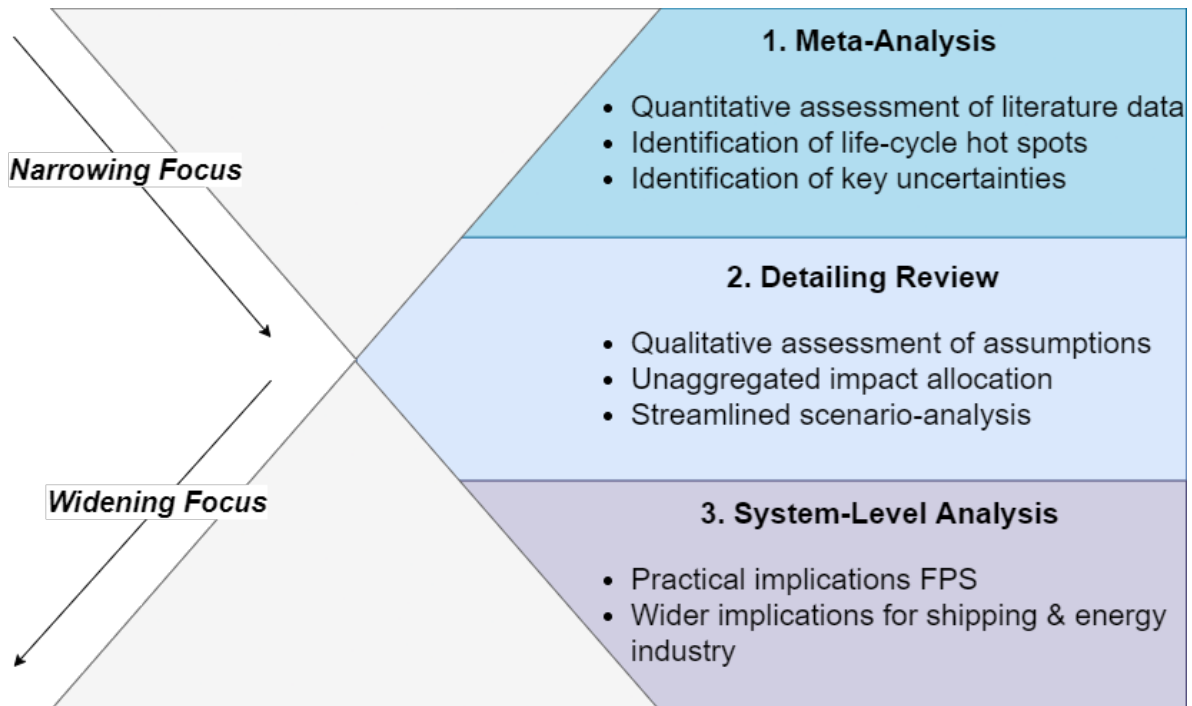 1. Meta-Analysis
• Quantitative assessment of literature data
• Identification of life-cycle hot spots
• Identification of key uncertainties
Narrowing Focus
2. Detailing Review
• Qualitative assessment of assumptions
• Unaggregated impact allocation
• Streamlined scenario-analysis
Widening Focus
3. System-Level Analysis
• Practical implications FPS
• Wider implications for shipping & energy
industry